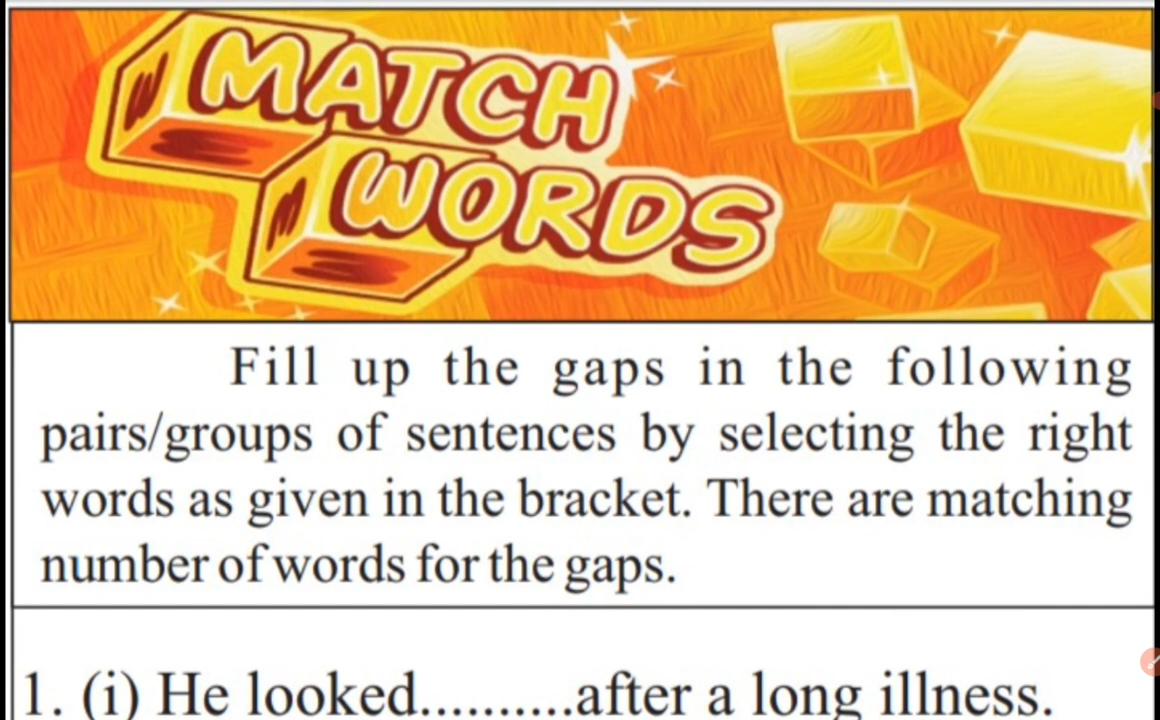 MATCH
WORDS
Fill up the gaps in the following
pairs/groups of sentences by selecting the right
words as given in the bracket. There are matching
number of words for the gaps.
1. (i) He looked..........after a long illness.